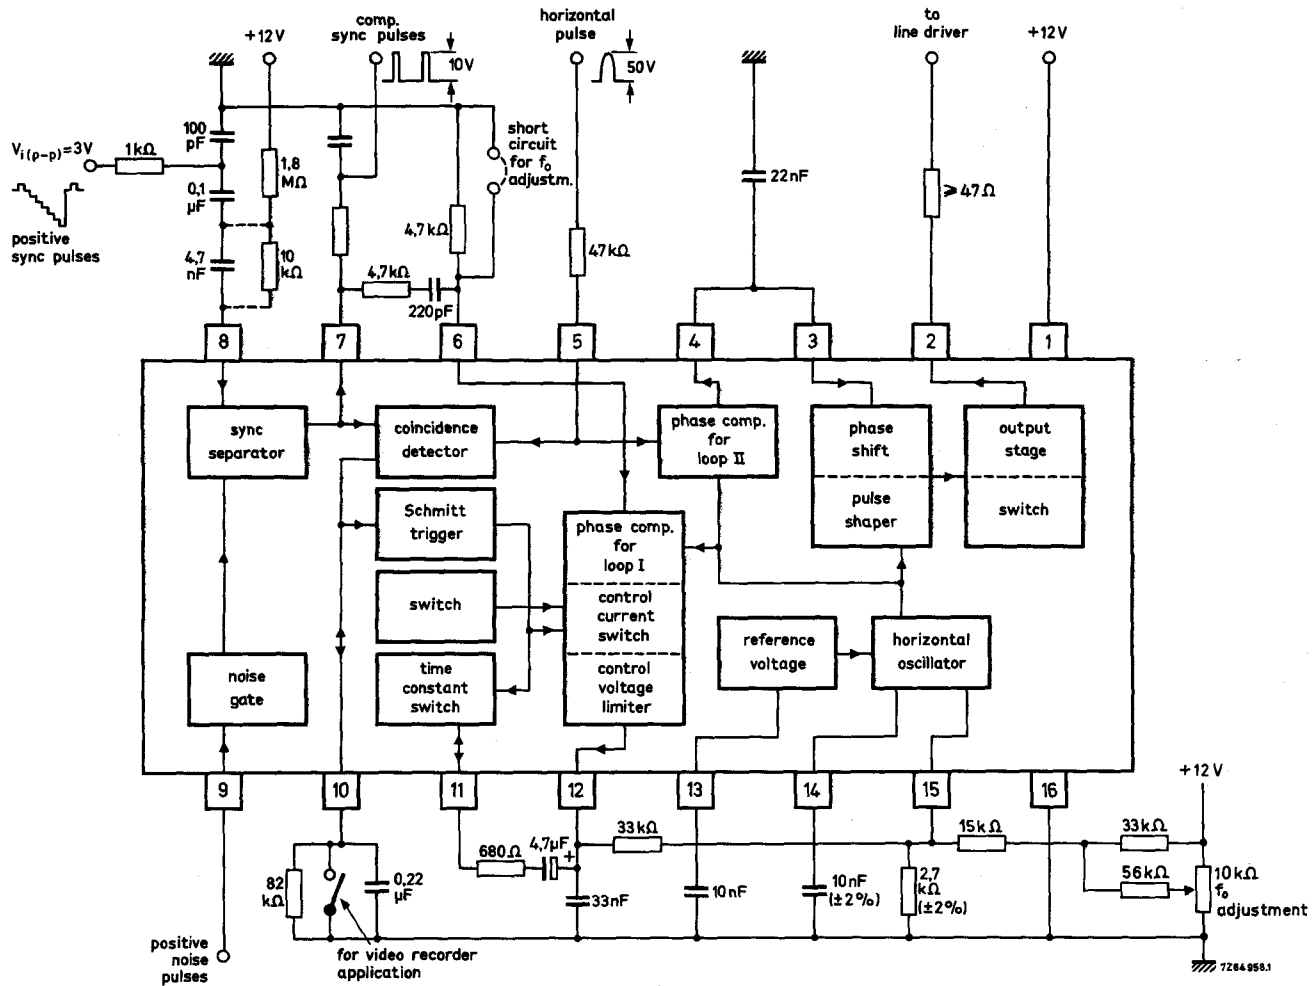 +12V
comp.
sync pulses
10V
horizontal
pulse
50V
to
line driver
+12V
100
pF
Vi(p-p)=3V
1kΩ
positive
sync pulses
0,1
µF
4,7
nF
1,8
MΩ
10
kΩ
4,7kΩ
220pF
4,7kΩ
short
circuit
for fo
adjustm.
47kΩ
22nF
≥47Ω
8
7
6
5
4
3
2
1
sync
separator
coincidence
detector
phase comp.
for
loop II
phase
shift
pulse
shaper
output
stage
switch
Schmitt
trigger
switch
time
constant
switch
phase comp.
for
loop I
control
current
switch
control
voltage
limiter
noise
gate
reference
voltage
horizontal
oscillator
9
10
11
12
13
14
15
16
+12V
680Ω
4,7µF
+
33kΩ
15kΩ
33kΩ
56kΩ
10kΩ
fo
adjustment
82
kΩ
0,22
µF
33nF
10nF
10nF
(±2%)
2,7
kΩ
(±2%)
positive
noise
pulses
for video recorder
application
7Z64958.1